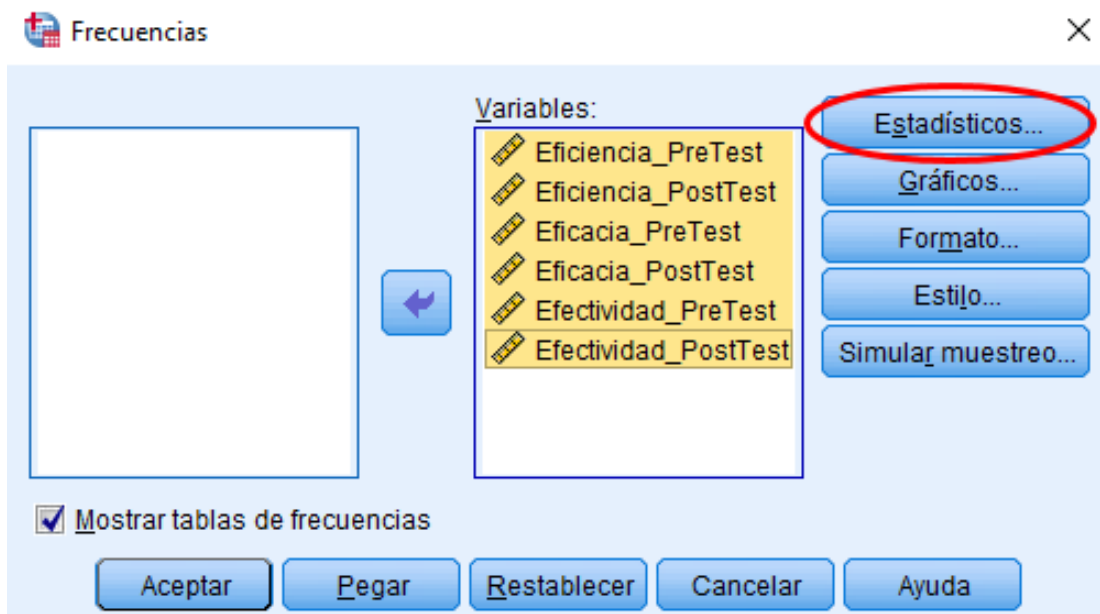 Frecuencias
Variables:
Eficiencia_PreTest
Eficiencia_PostTest
Eficacia_PreTest
Eficacia_PostTest
Efectividad_PreTest
Efectividad_PostTest
Estadísticos...
Gráficos...
Formato...
Estilo...
Simular muestreo...
Mostrar tablas de frecuencias
Aceptar Pegar Restablecer Cancelar Ayuda